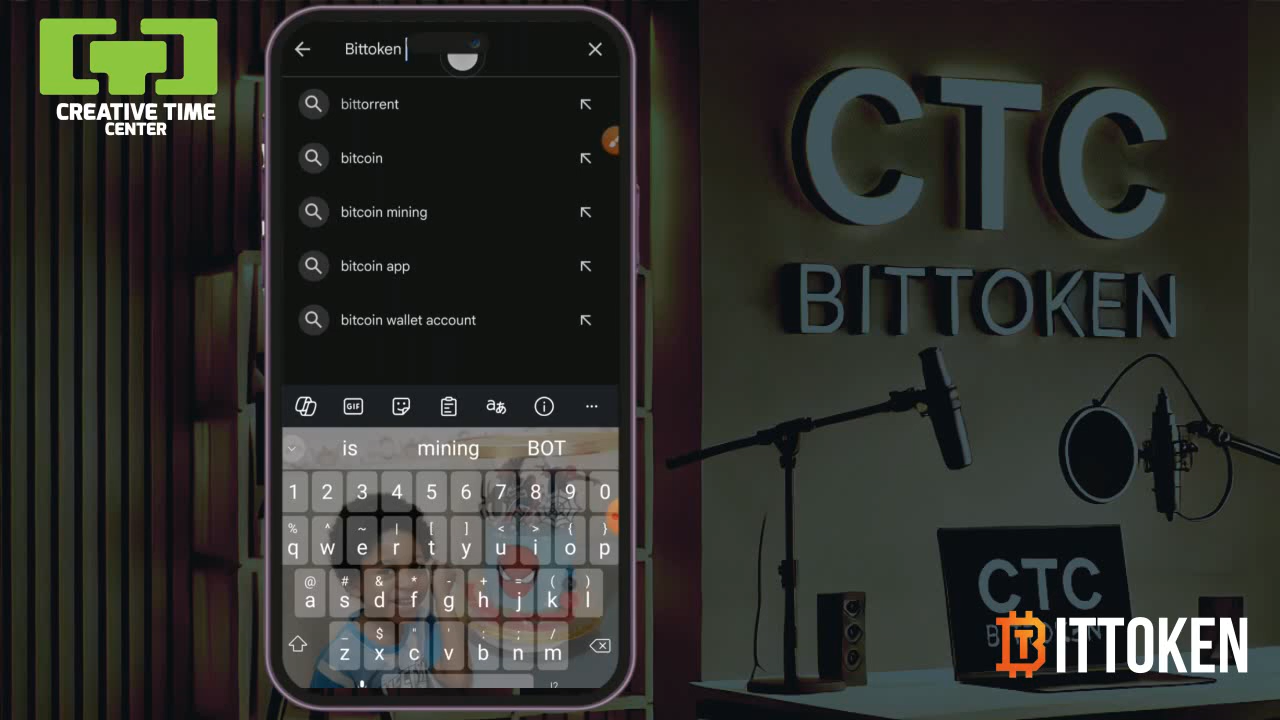 CREATIVE TIME
CENTER
Bittoken
bittorrent
bitcoin
bitcoin mining
bitcoin app
bitcoin wallet account
GIF
is mining BOT
1 2 3 4 5 6 7 8 9 0
% ^ ~ | [ ] < > { }
q w e r t y u i o p
@ # & * - + = ( )
a s d f g h j k l
_ $ " ' : ; /
z x c v b n m
!?
CTC
BITTOKEN
CTC
BITTOKEN